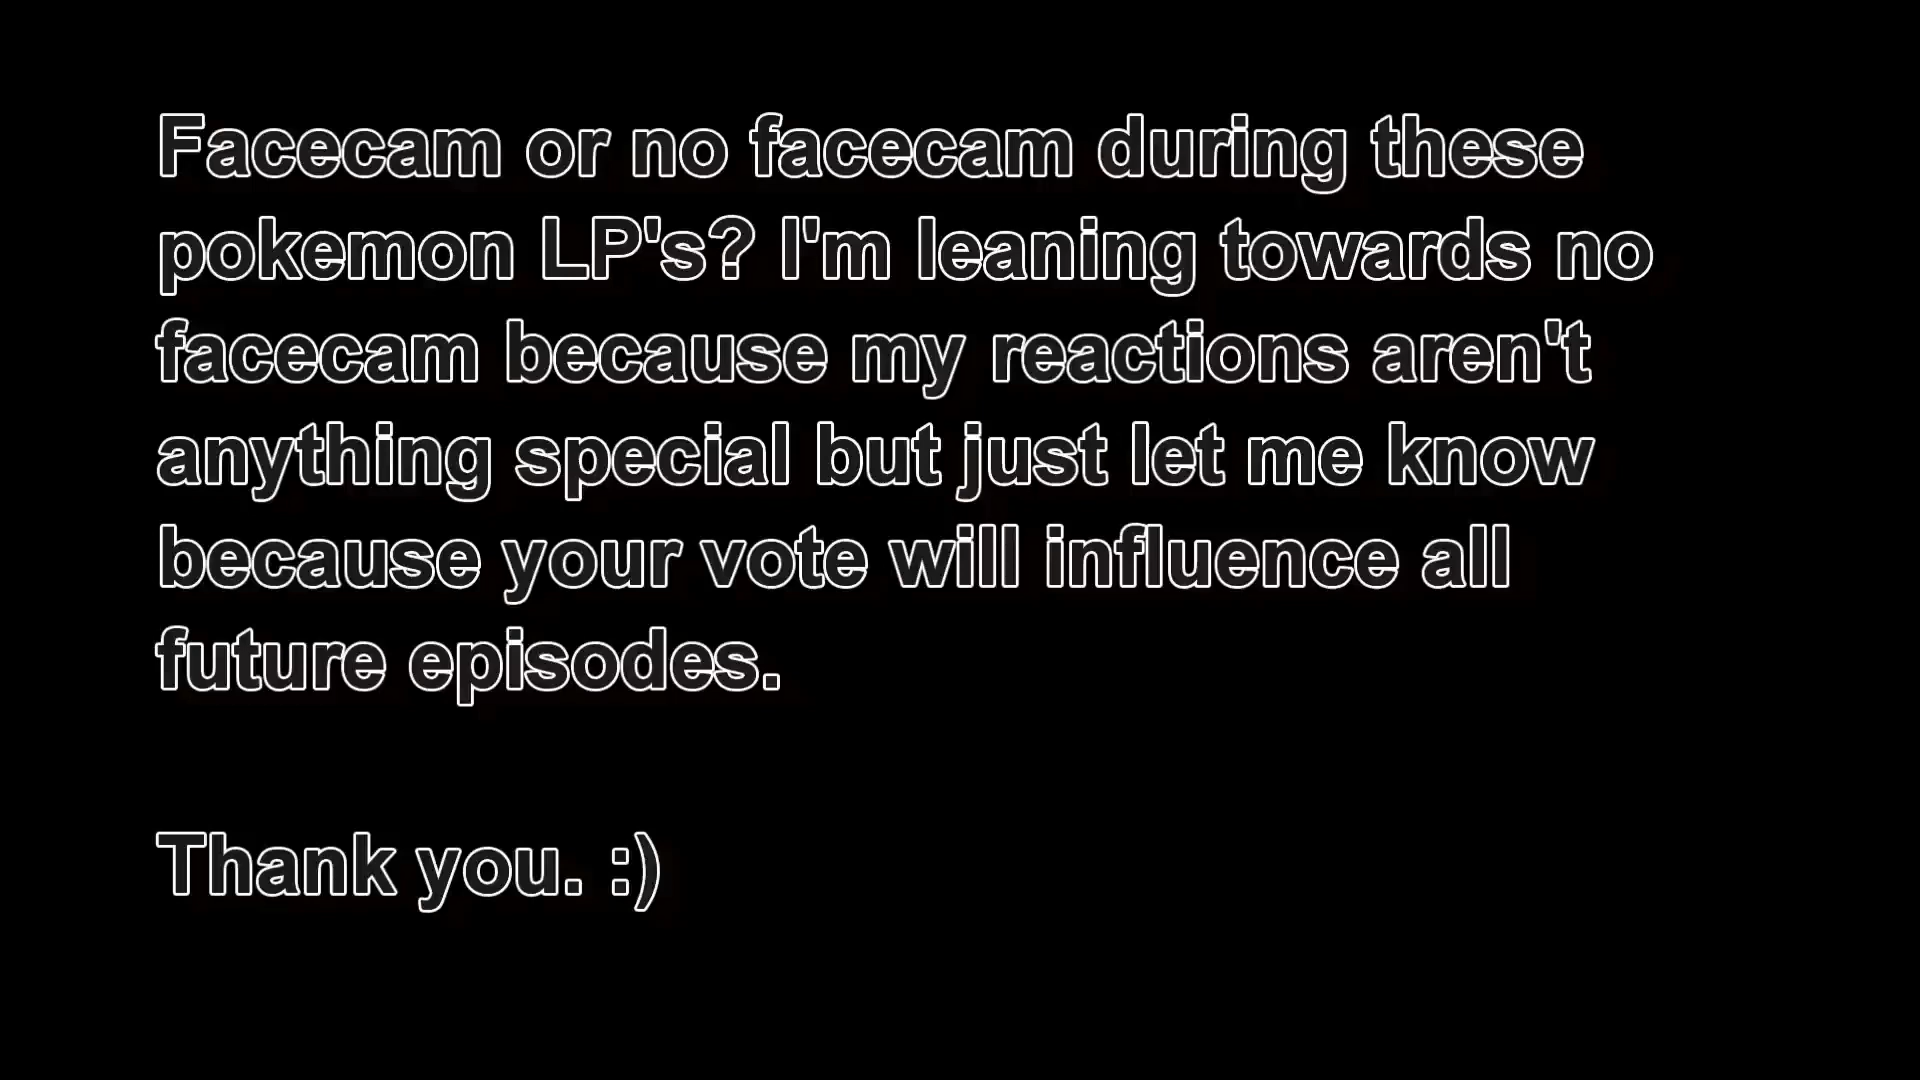 Facecam or no facecam during these
pokemon LP's? I'm leaning towards no
facecam because my reactions aren't
anything special but just let me know
because your vote will influence all
future episodes.
Thank you. :)